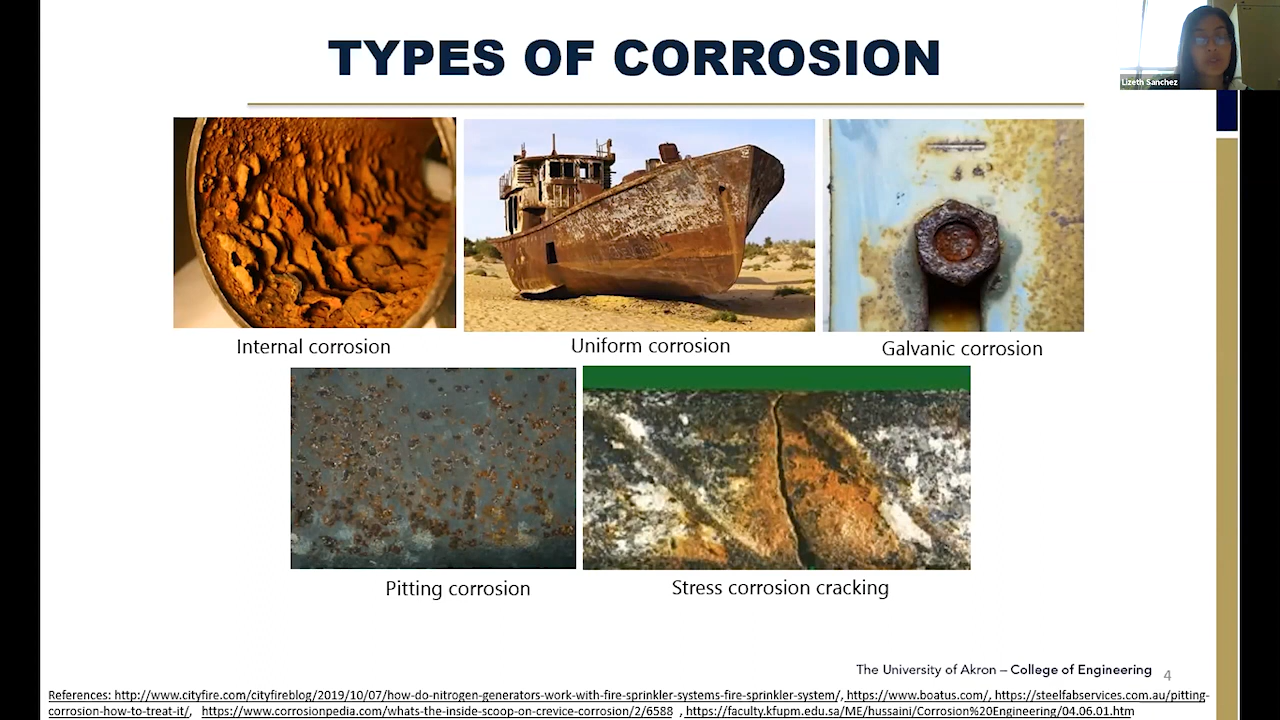 TYPES OF CORROSION
Lizeth Sanchez
Internal corrosion
Uniform corrosion
Galvanic corrosion
Pitting corrosion
Stress corrosion cracking
The University of Akron – College of Engineering
4
References: http://www.cityfire.com/cityfireblog/2019/10/07/how-do-nitrogen-generators-work-with-fire-sprinkler-systems-fire-sprinkler-system/, https://www.boatus.com/, https://steelfabservices.com.au/pitting-
corrosion-how-to-treat-it/, https://www.corrosionpedia.com/whats-the-inside-scoop-on-crevice-corrosion/2/6588 , https://faculty.kfupm.edu.sa/ME/hussaini/Corrosion%20Engineering/04.06.01.htm